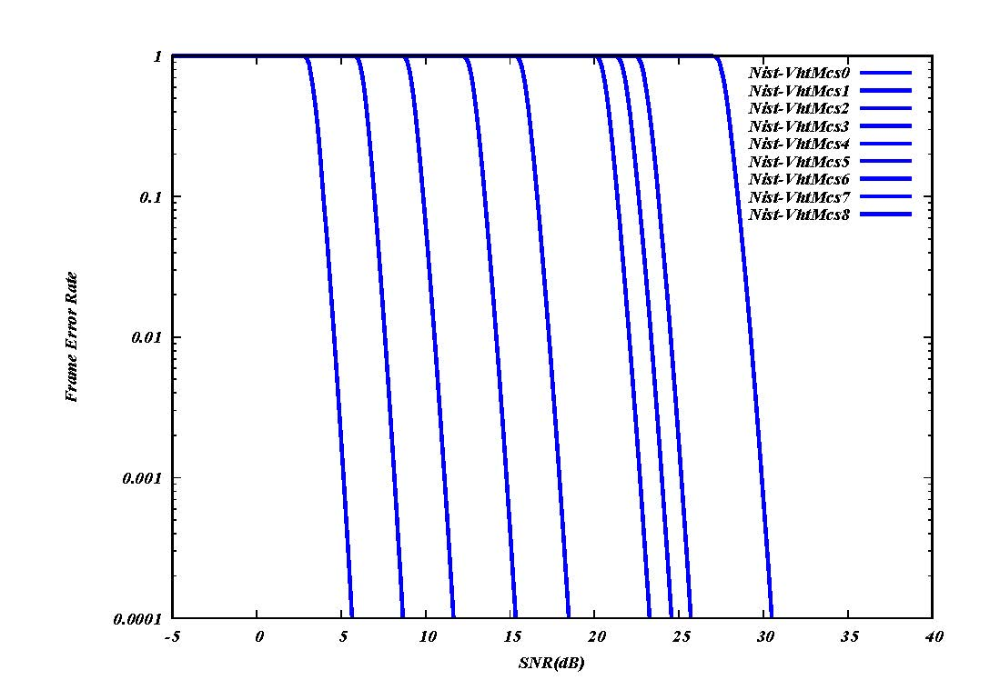 1
0.1
0.01
0.001
0.0001
-5 0 5 10 15 20 25 30 35 40
Frame Error Rate
SNR(dB)
Nist-VhtMcs0
Nist-VhtMcs1
Nist-VhtMcs2
Nist-VhtMcs3
Nist-VhtMcs4
Nist-VhtMcs5
Nist-VhtMcs6
Nist-VhtMcs7
Nist-VhtMcs8